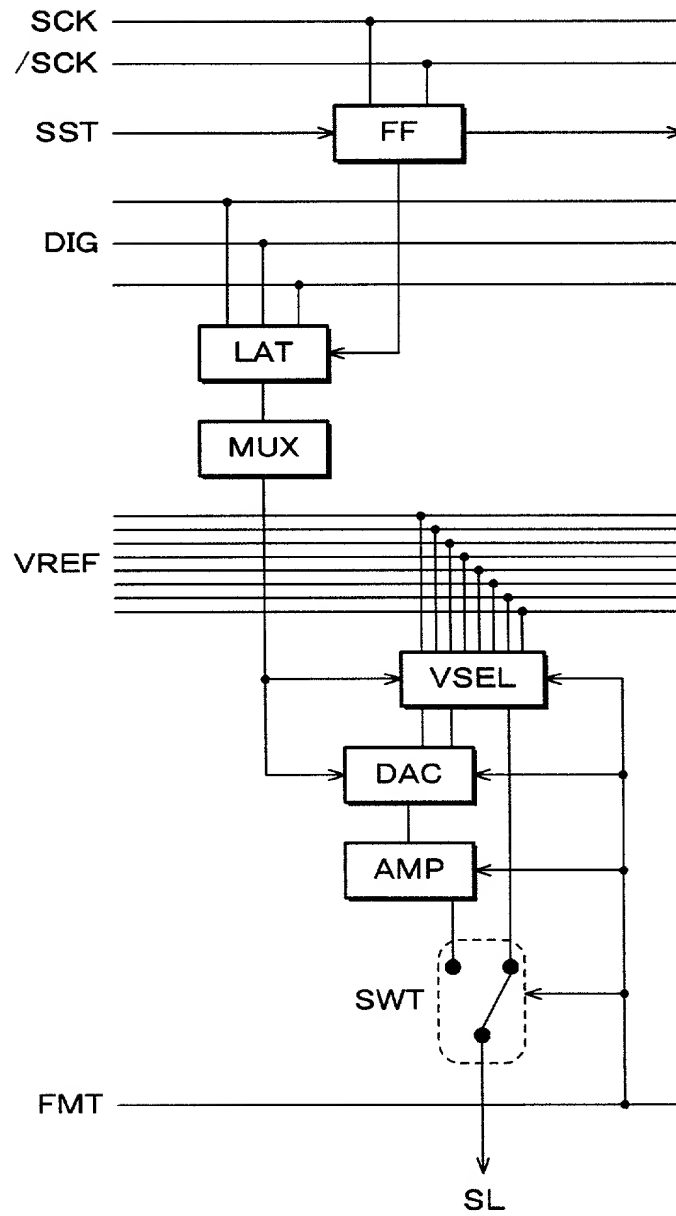 SCK
/SCK
SST
FF
DIG
LAT
MUX
VREF
VSEL
DAC
AMP
SWT
FMT
SL